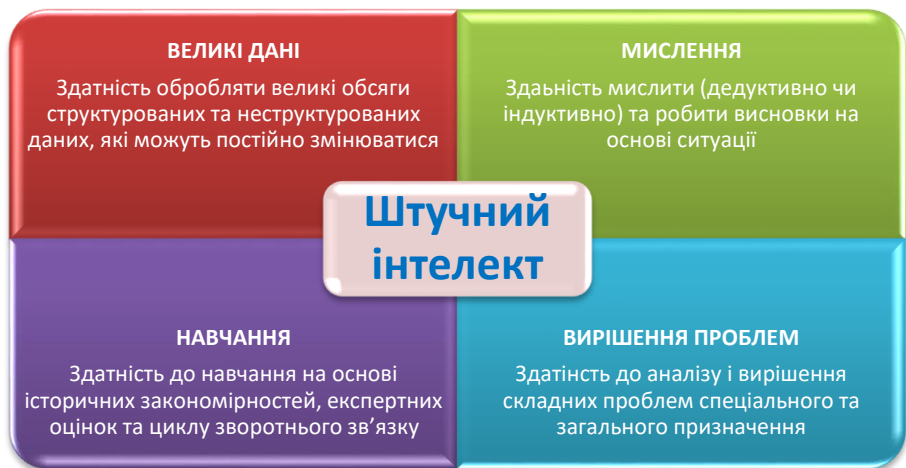 ВЕЛИКІ ДАНІ
Здатність обробляти великі обсяги
структурованих та неструктурованих
даних, які можуть постійно змінюватися
МИСЛЕННЯ
Здаьність мислити (дедуктивно чи
індуктивно) та робити висновки на
основі ситуації
Штучний
інтелект
НАВЧАННЯ
Здатність до навчання на основі
історичних закономірностей, експертних
оцінок та циклу зворотнього зв’язку
ВИРІШЕННЯ ПРОБЛЕМ
Здатінсть до аналізу і вирішення
складних проблем спеціального та
загального призначення